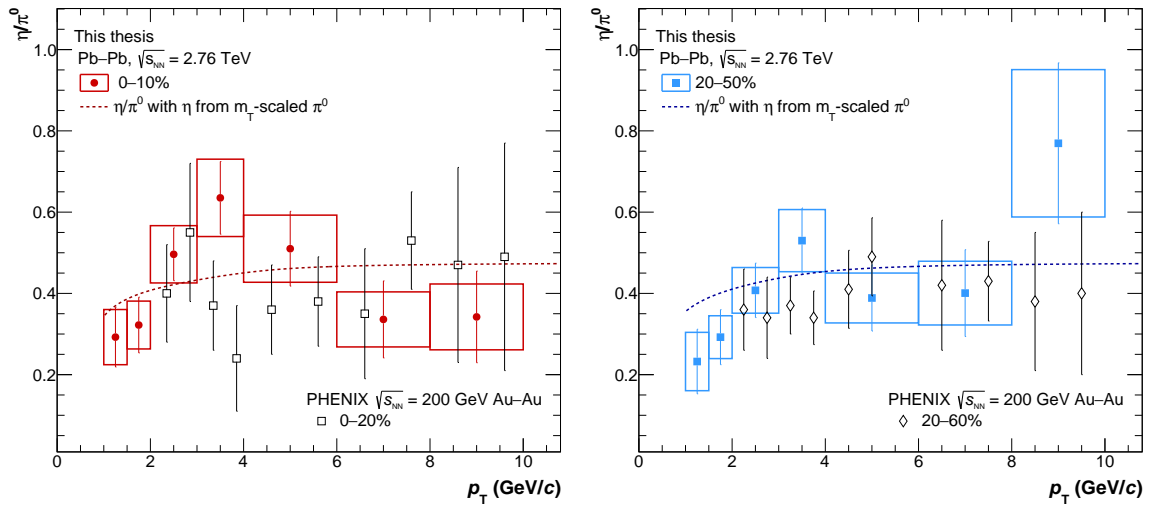 η/π⁰
This thesis
Pb–Pb, √s_NN = 2.76 TeV
0–10%
η/π⁰ with η from m_T-scaled π⁰
1.0
0.8
0.6
0.4
0.2
PHENIX √s_NN = 200 GeV Au–Au
0–20%
0 2 4 6 8 10
p_T (GeV/c)
η/π⁰
This thesis
Pb–Pb, √s_NN = 2.76 TeV
20–50%
η/π⁰ with η from m_T-scaled π⁰
1.0
0.8
0.6
0.4
0.2
PHENIX √s_NN = 200 GeV Au–Au
20–60%
0 2 4 6 8 10
p_T (GeV/c)